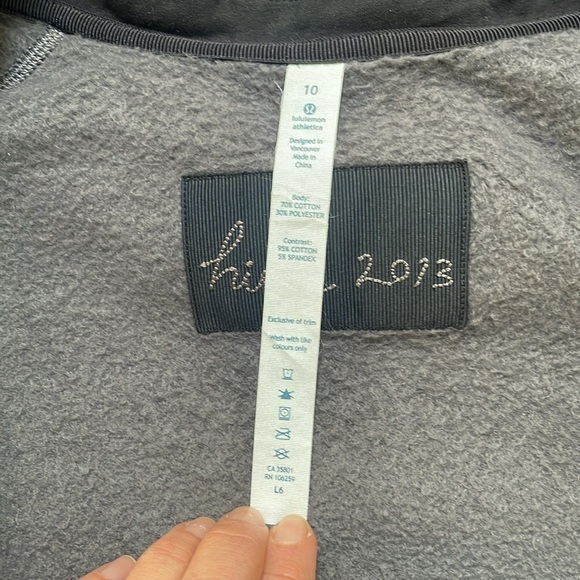 10
lululemon
athletica
Designed in
Vancouver
Made in
China
Body:
70% COTTON
30% POLYESTER
Contrast:
95% COTTON
5% SPANDEX
2013
Exclusive of trim
Wash with like
colours only
CA 35801
RN 106259
L6